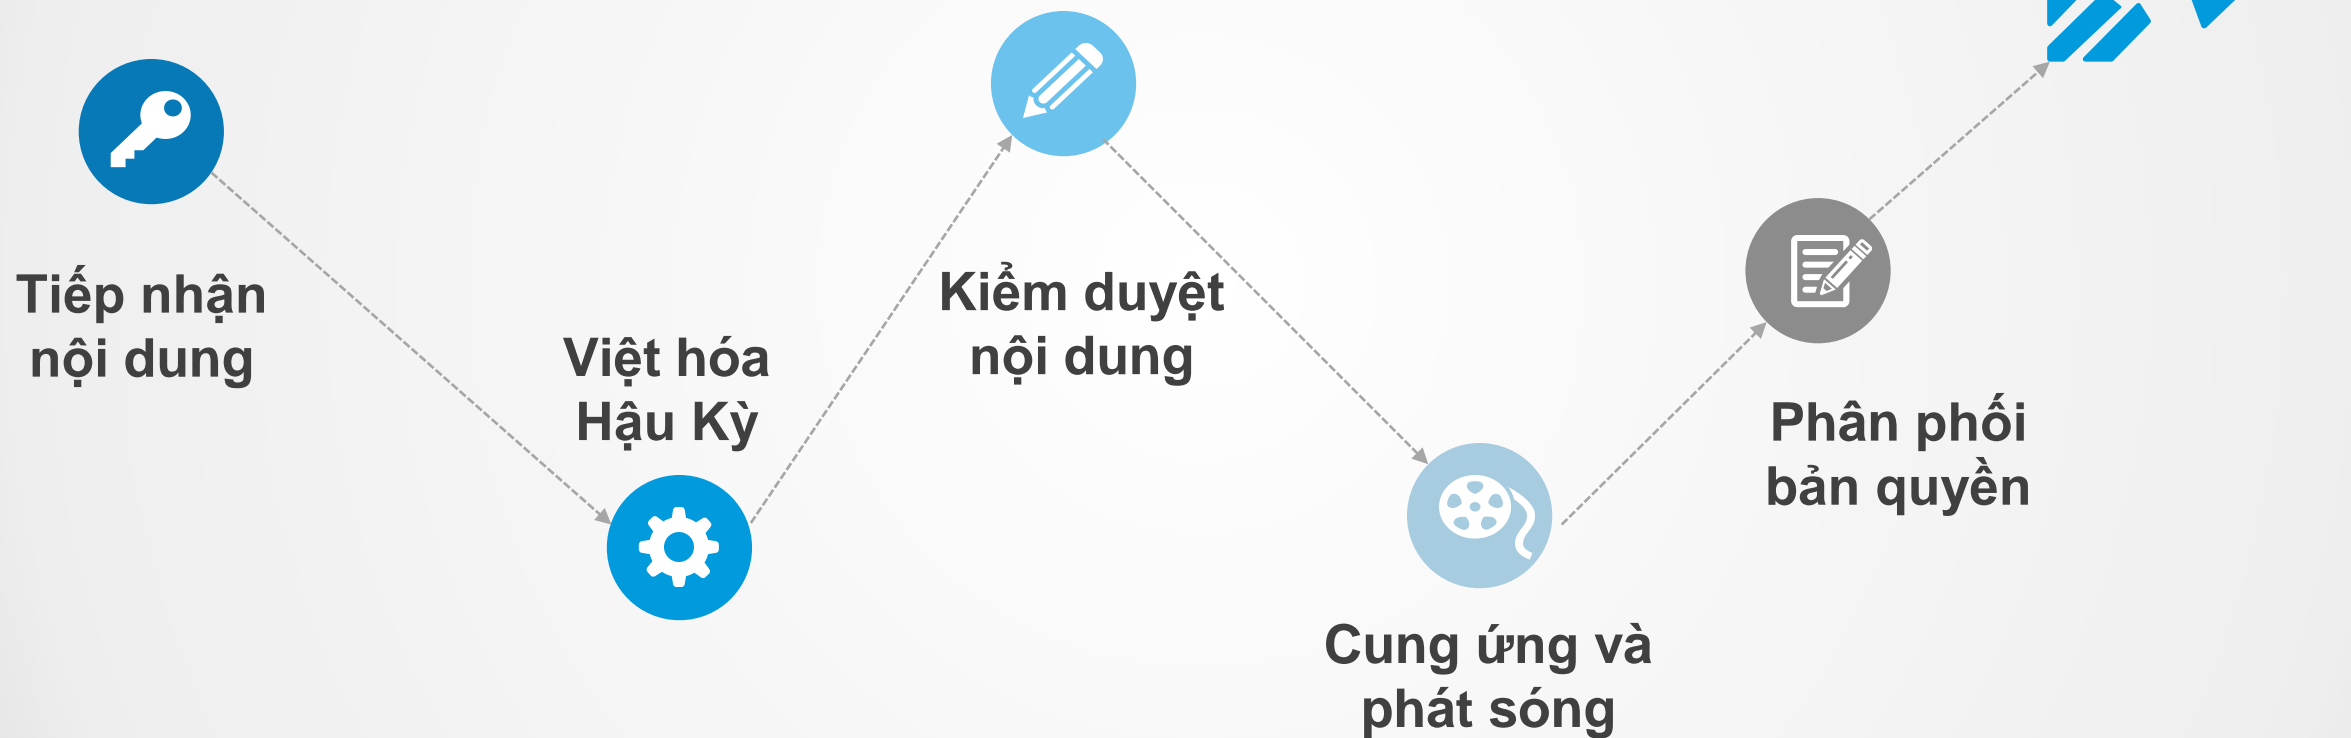 Tiếp nhận
nội dung
Việt hóa
Hậu Kỳ
Kiểm duyệt
nội dung
Cung ứng và
phát sóng
Phân phối
bản quyền